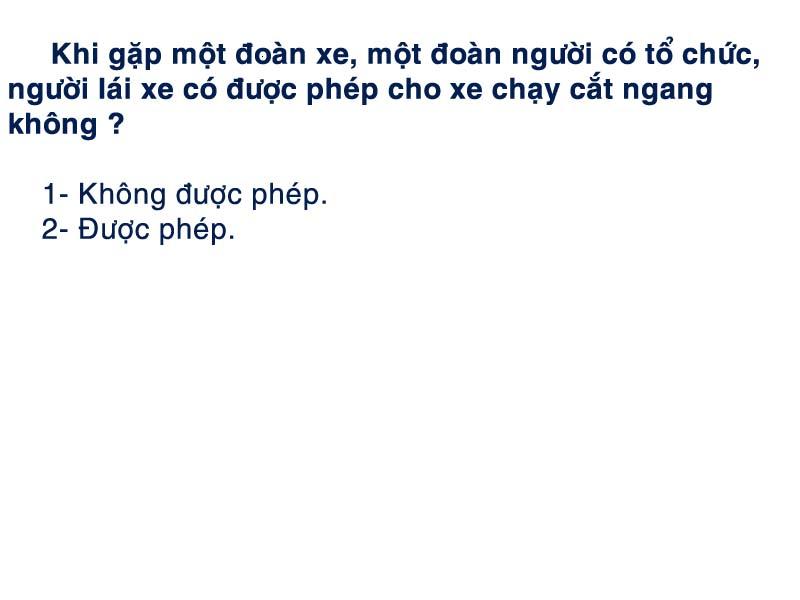 Khi gặp một đoàn xe, một đoàn người có tổ chức,
người lái xe có được phép cho xe chạy cắt ngang
không ?
1- Không được phép.
2- Được phép.